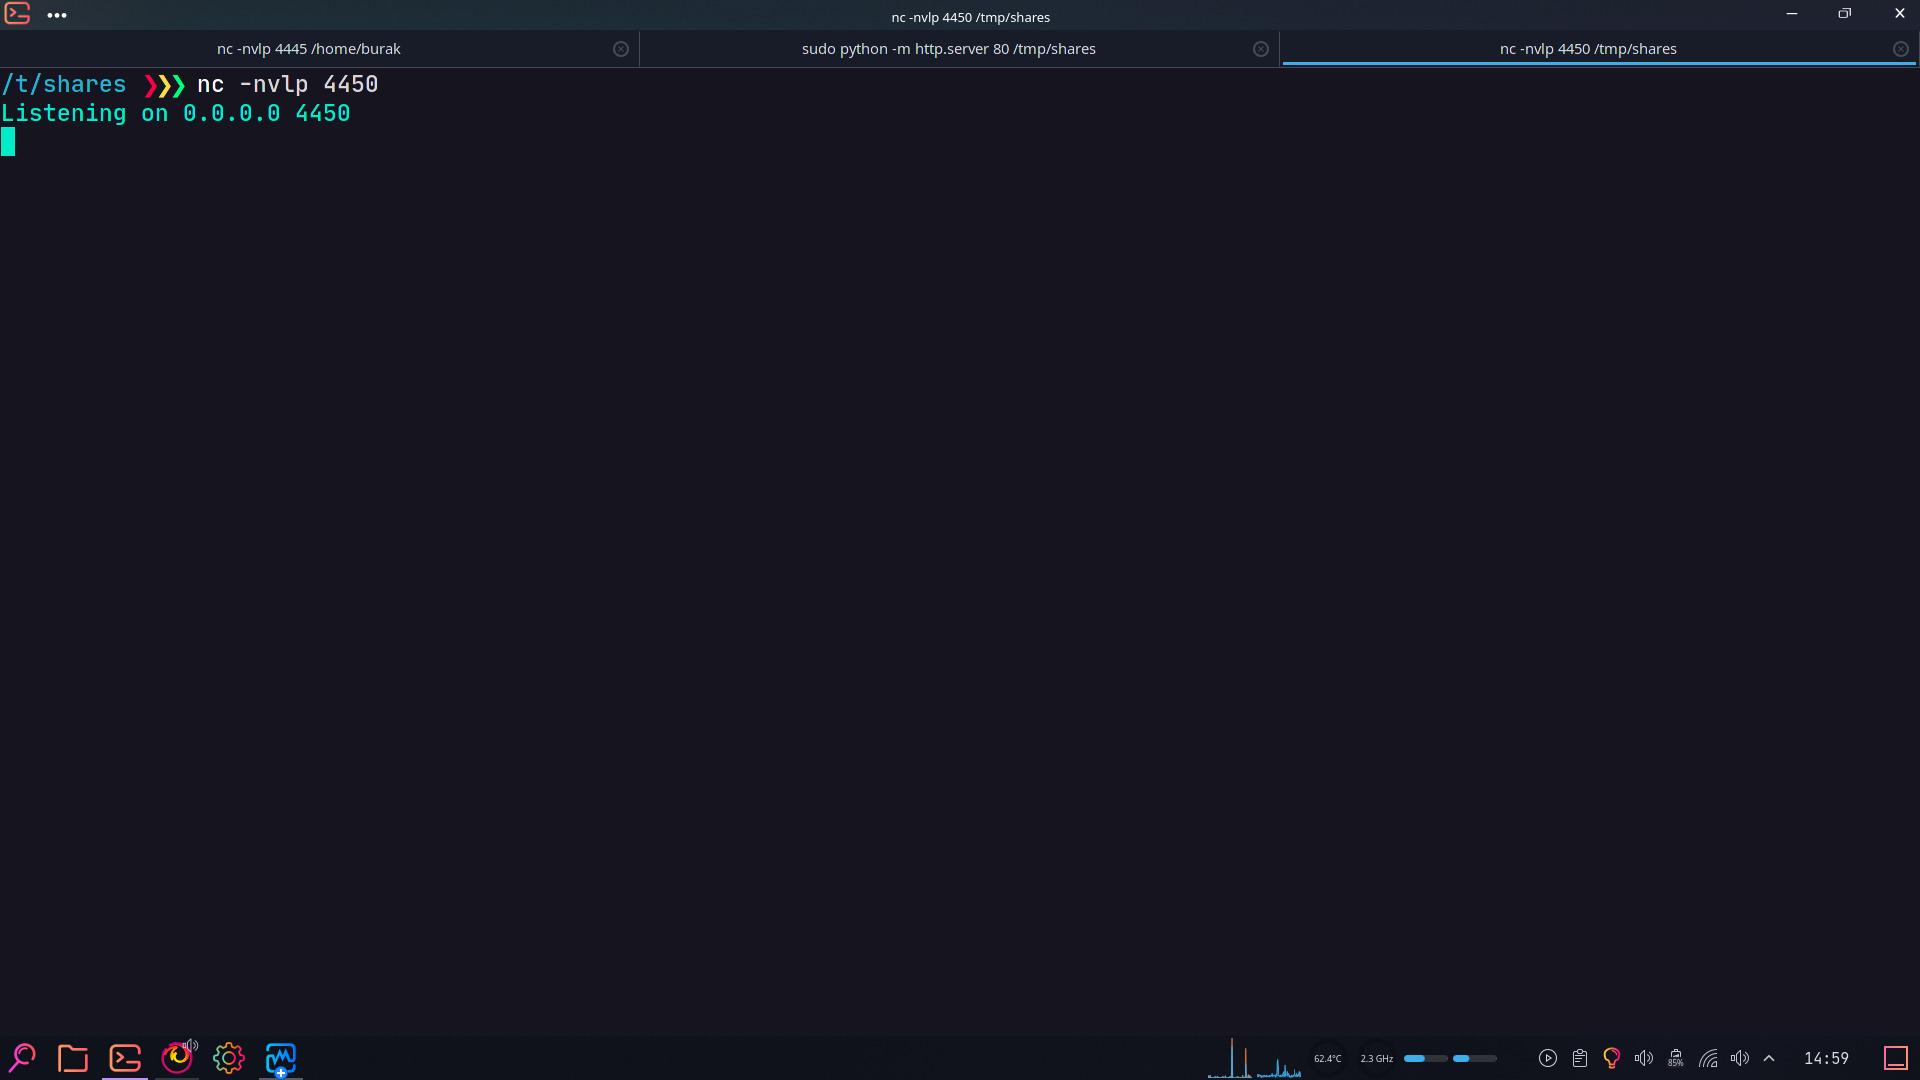 nc -nvlp 4450 /tmp/shares
nc -nvlp 4445 /home/burak
sudo python -m http.server 80 /tmp/shares
nc -nvlp 4450 /tmp/shares
/t/shares ❯❯❯ nc -nvlp 4450
Listening on 0.0.0.0 4450
62.4°C
2.3 GHz
85%
14:59